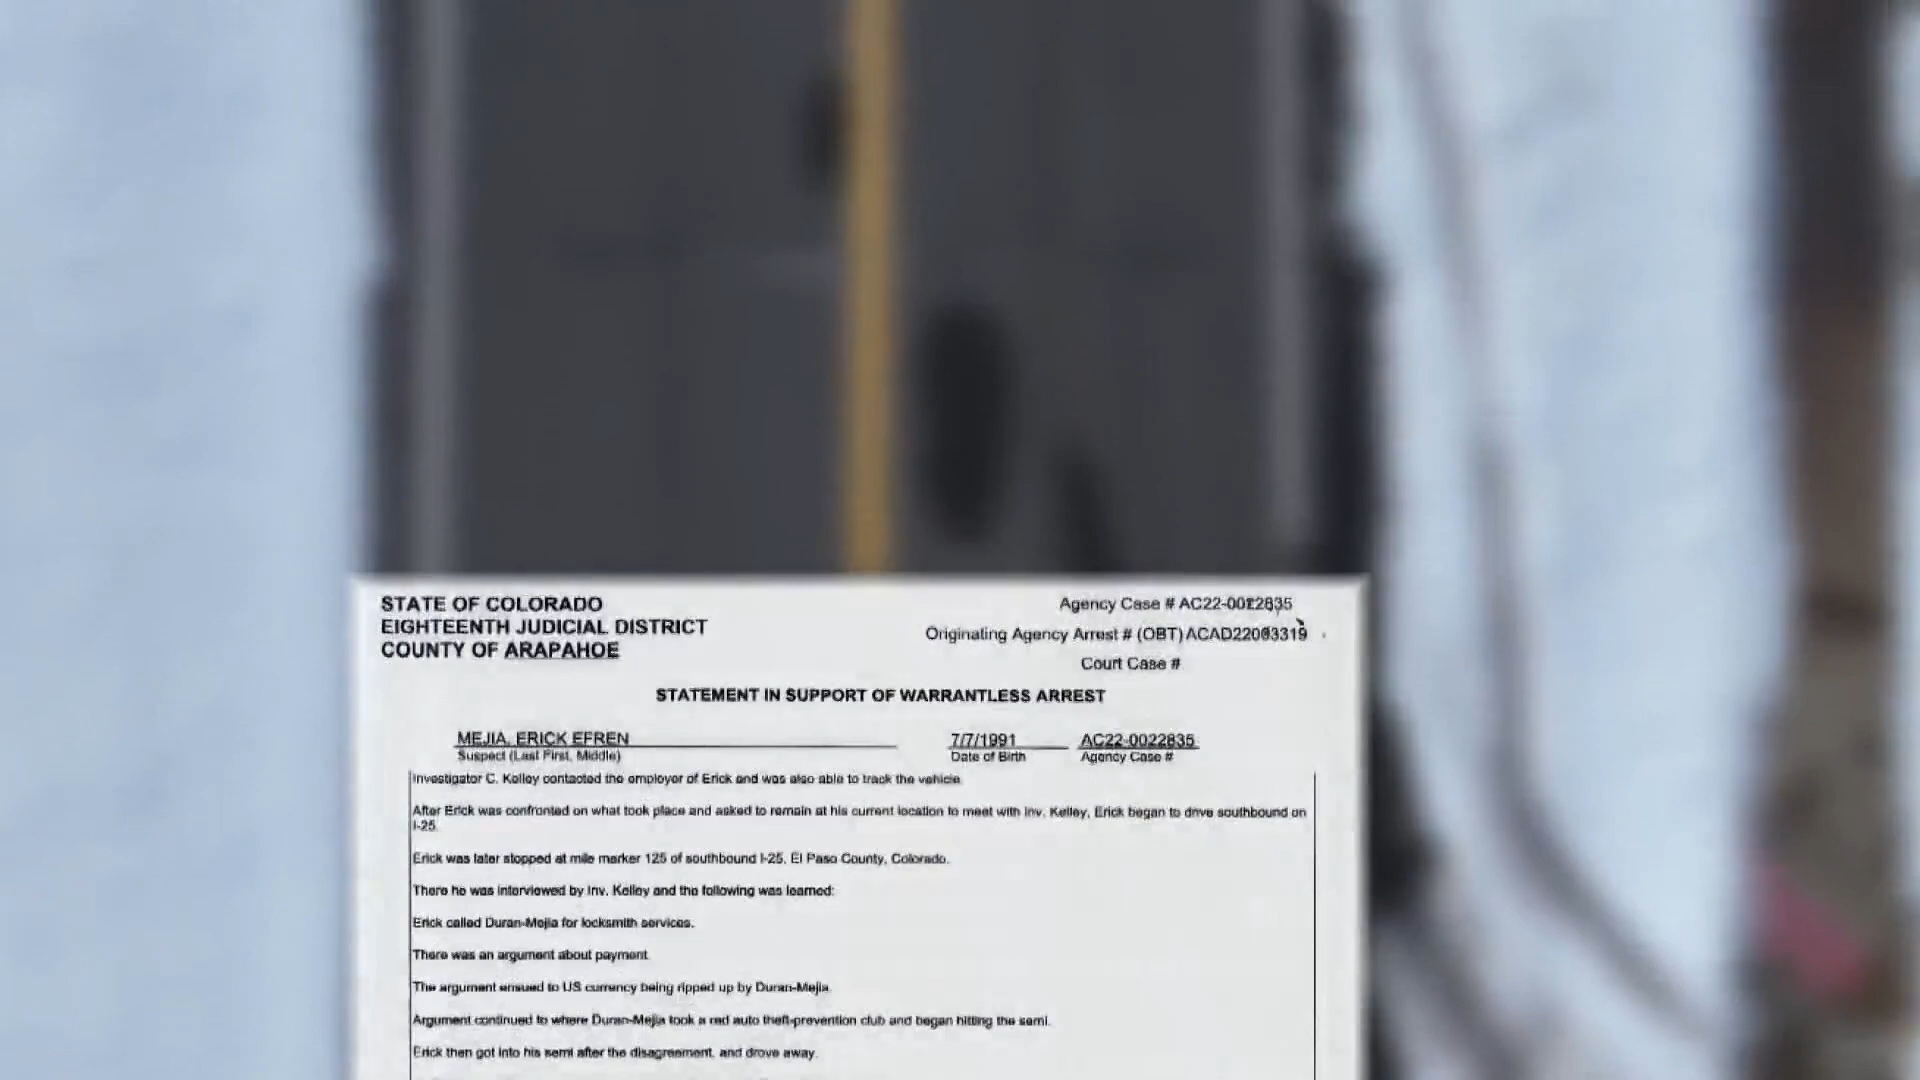 STATE OF COLORADO
EIGHTEENTH JUDICIAL DISTRICT
COUNTY OF ARAPAHOE
Agency Case # AC22-0022835
Originating Agency Arrest # (OBT) ACAD22003319
Court Case #
STATEMENT IN SUPPORT OF WARRANTLESS ARREST
MEJIA, ERICK EFREN 7/7/1991 AC22-0022835
Suspect (Last First, Middle) Date of Birth Agency Case #
Investigator C. Kelley contacted the employer of Erick and was also able to track the vehicle.
After Erick was confronted on what took place and asked to remain at his current location to meet with Inv. Kelley, Erick began to drive southbound on
I-25.
Erick was later stopped at mile marker 125 of southbound I-25, El Paso County, Colorado.
There he was interviewed by Inv. Kelley and the following was learned:
Erick called Duran-Mejia for locksmith services.
There was an argument about payment.
The argument ensued to US currency being ripped up by Duran-Mejia.
Argument continued to where Duran-Mejia took a red auto theft-prevention club and began hitting the semi.
Erick then got into his semi after the disagreement, and drove away.